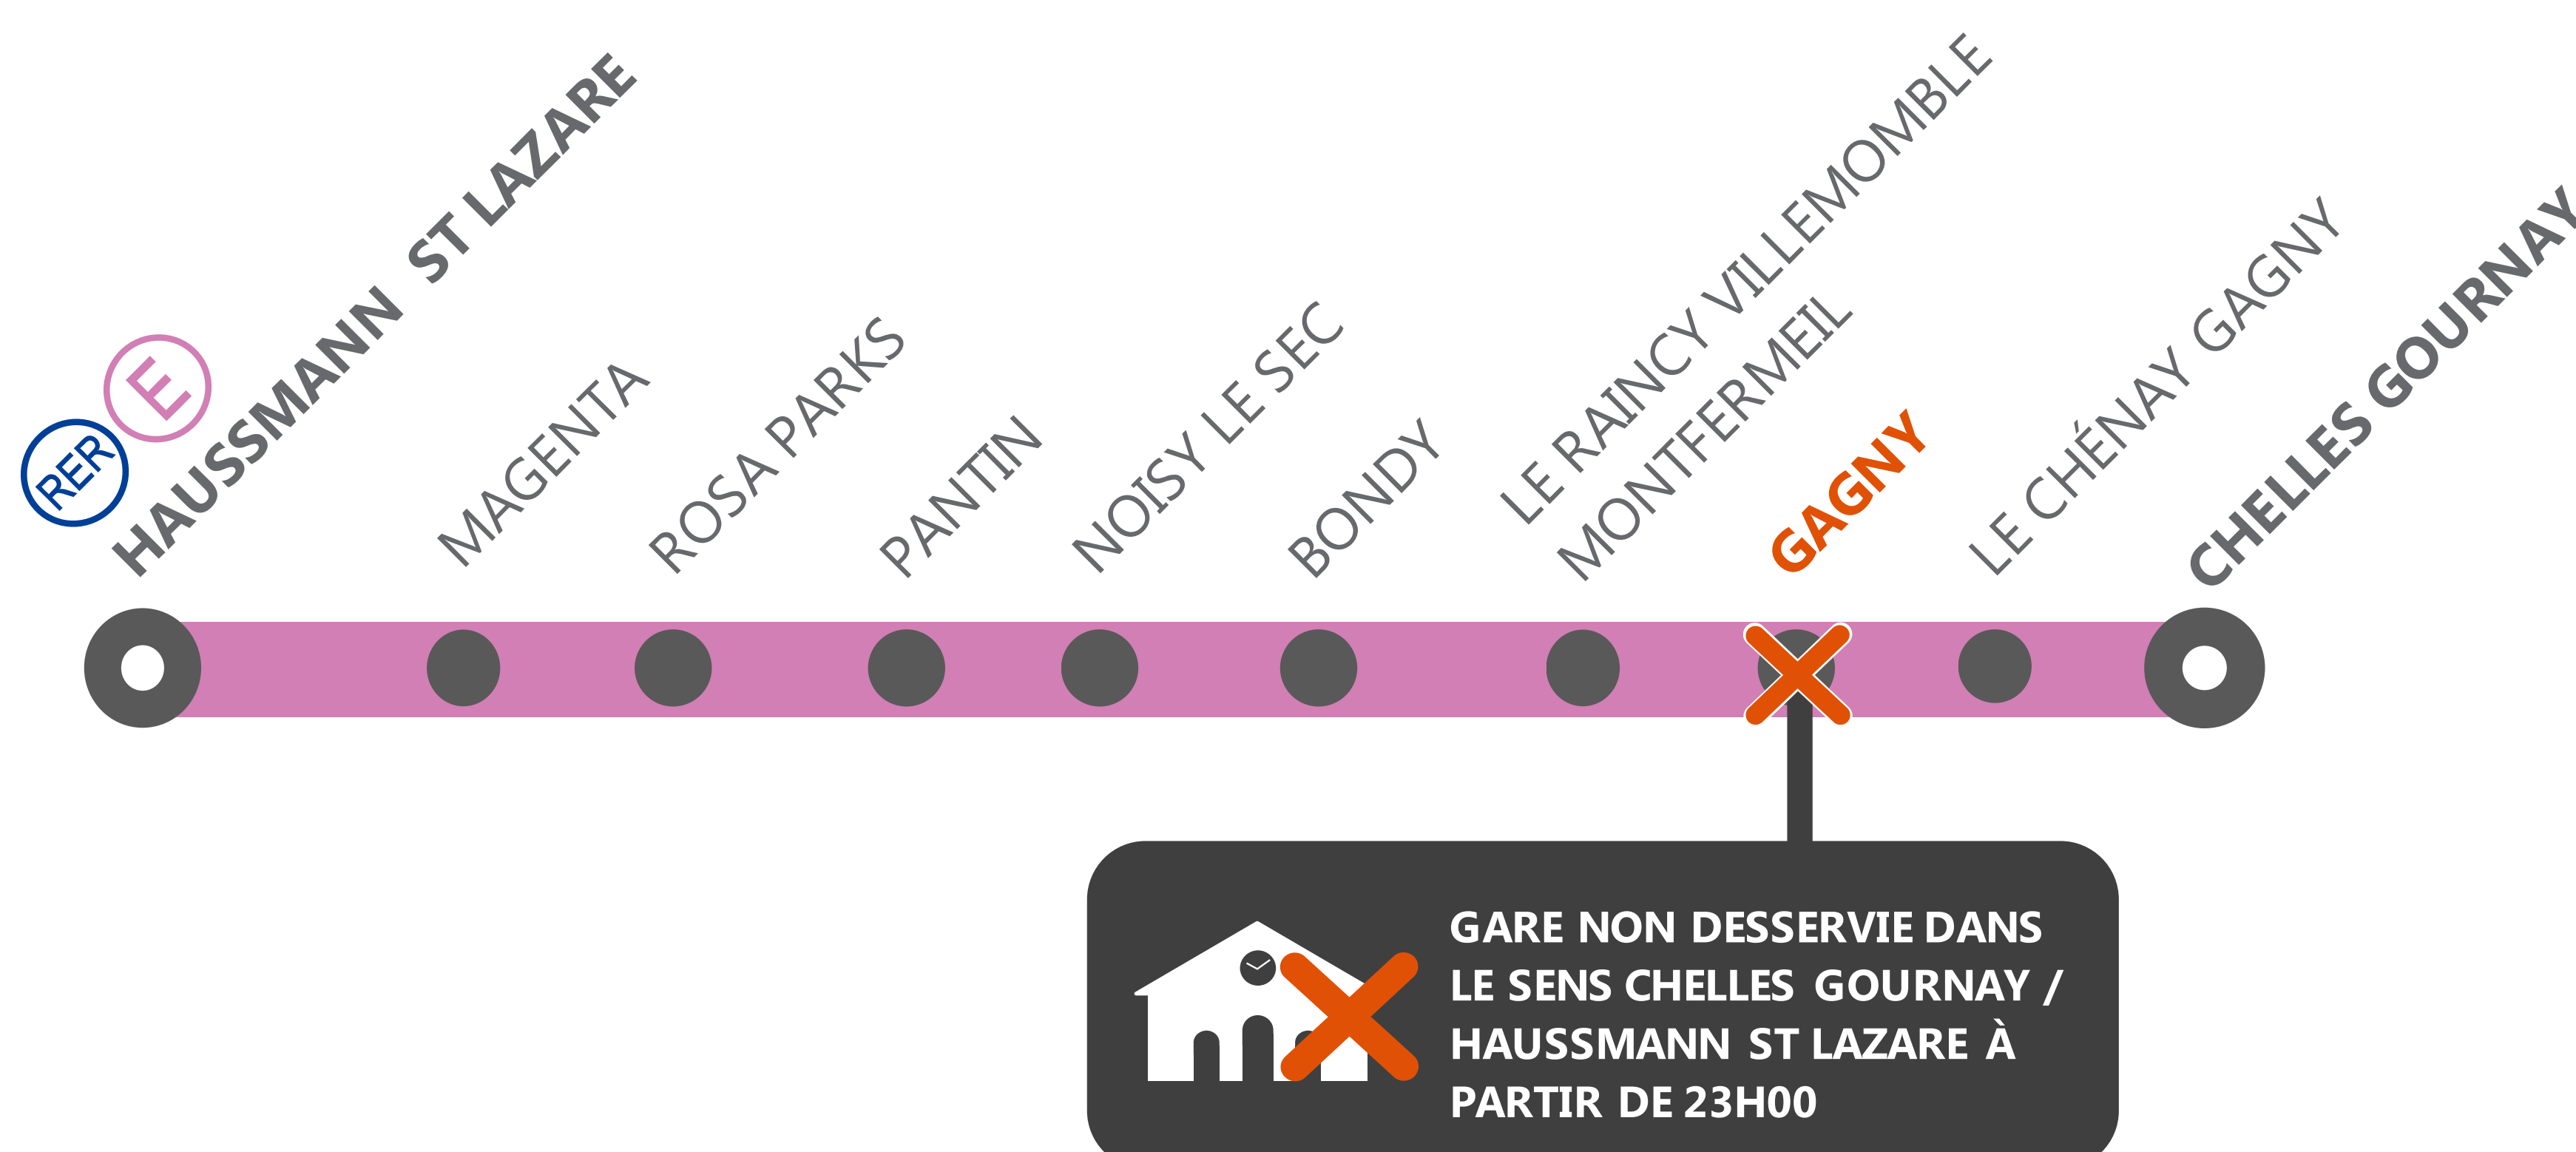 RER
E
HAUSSMANN ST LAZARE
MAGENTA
ROSA PARKS
PANTIN
NOISY LE SEC
BONDY
LE RAINCY VILLEMOMBLE
MONTFERMEIL
GAGNY
LE CHÉNAY GAGNY
CHELLES GOURNAY
GARE NON DESSERVIE DANS
LE SENS CHELLES GOURNAY /
HAUSSMANN ST LAZARE À
PARTIR DE 23H00